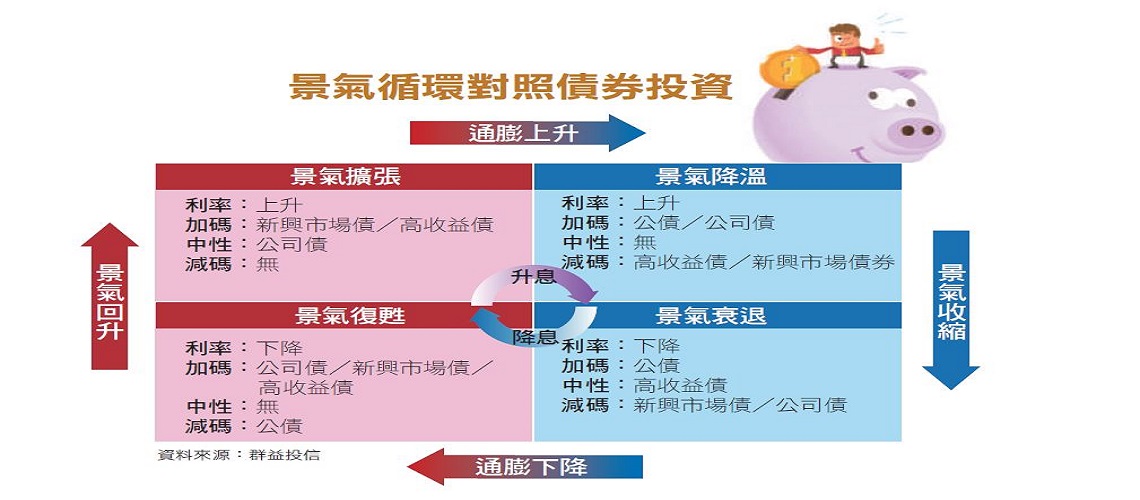 景氣循環對照債券投資
通膨上升
景氣擴張
利率：上升
加碼：新興市場債／高收益債
中性：公司債
減碼：無
景氣降溫
利率：上升
加碼：公債／公司債
中性：無
減碼：高收益債／新興市場債券
景氣回升
升息
降息
景氣收縮
景氣復甦
利率：下降
加碼：公司債／新興市場債／
高收益債
中性：無
減碼：公債
景氣衰退
利率：下降
加碼：公債
中性：高收益債
減碼：新興市場債／公司債
資料來源：群益投信
通膨下降